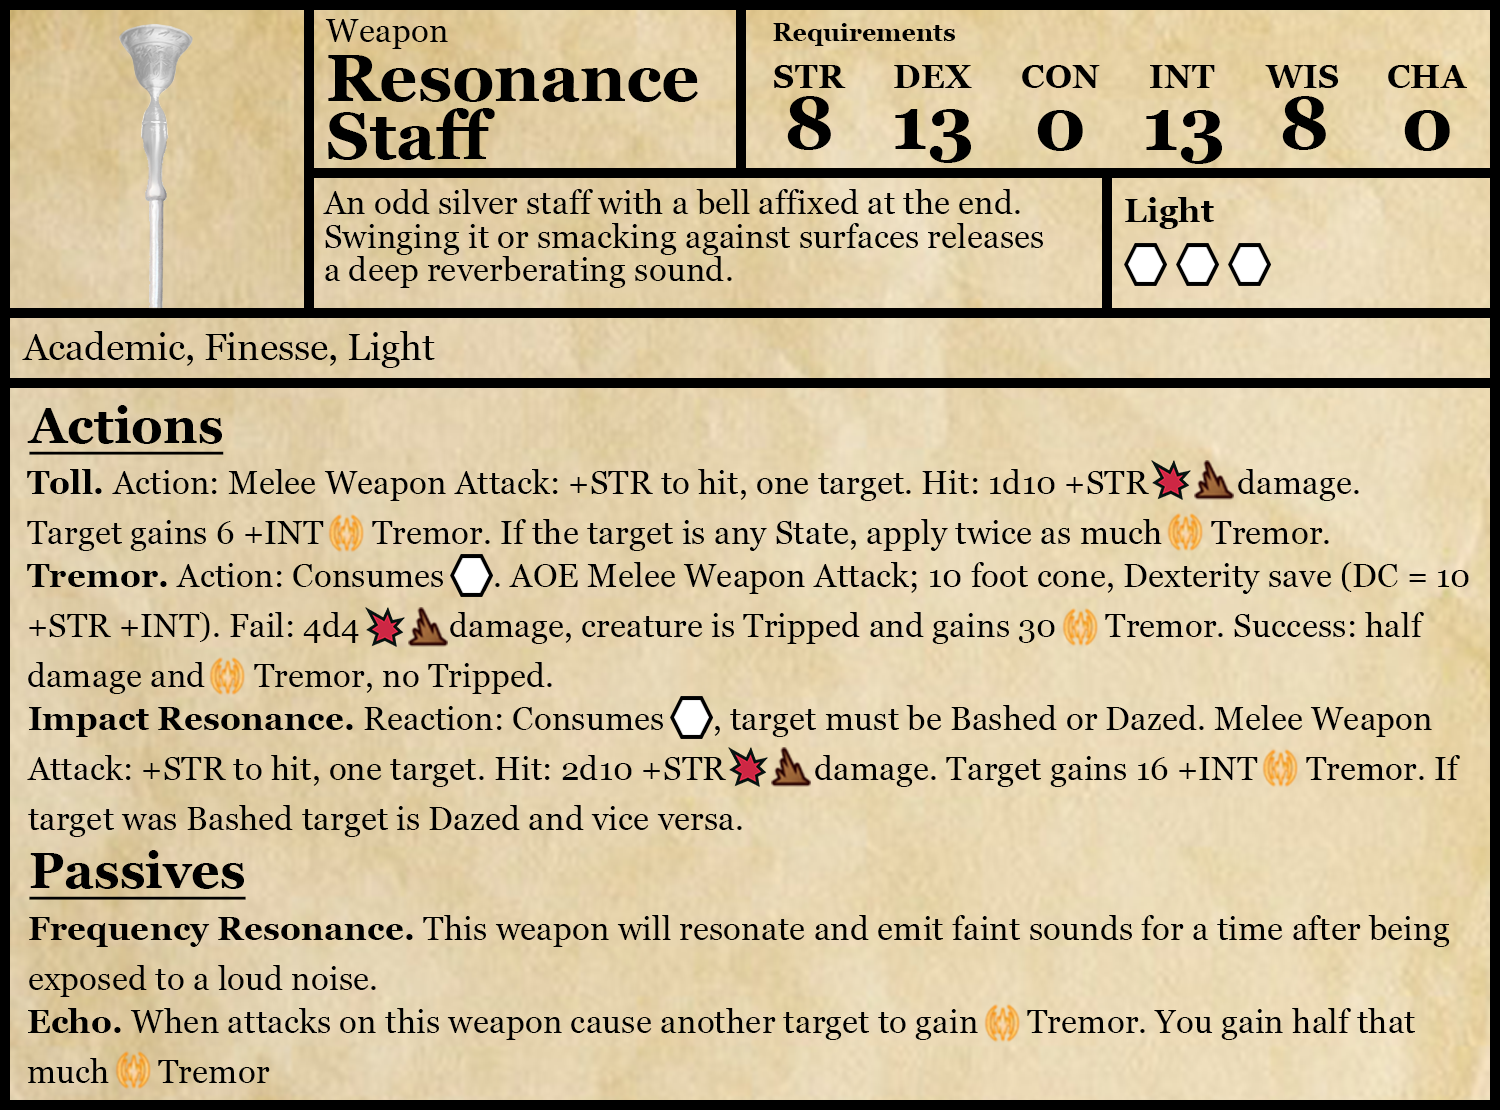 Weapon
Resonance
Staff
Requirements
STR DEX CON INT WIS CHA
8 13 0 13 8 0
An odd silver staff with a bell affixed at the end.
Swinging it or smacking against surfaces releases
a deep reverberating sound.
Light
Academic, Finesse, Light
Actions
Toll. Action: Melee Weapon Attack: +STR to hit, one target. Hit: 1d10 +STR damage.
Target gains 6 +INT Tremor. If the target is any State, apply twice as much Tremor.
Tremor. Action: Consumes . AOE Melee Weapon Attack; 10 foot cone, Dexterity save (DC = 10
+STR +INT). Fail: 4d4 damage, creature is Tripped and gains 30 Tremor. Success: half
damage and Tremor, no Tripped.
Impact Resonance. Reaction: Consumes , target must be Bashed or Dazed. Melee Weapon
Attack: +STR to hit, one target. Hit: 2d10 +STR damage. Target gains 16 +INT Tremor. If
target was Bashed target is Dazed and vice versa.
Passives
Frequency Resonance. This weapon will resonate and emit faint sounds for a time after being
exposed to a loud noise.
Echo. When attacks on this weapon cause another target to gain Tremor. You gain half that
much Tremor